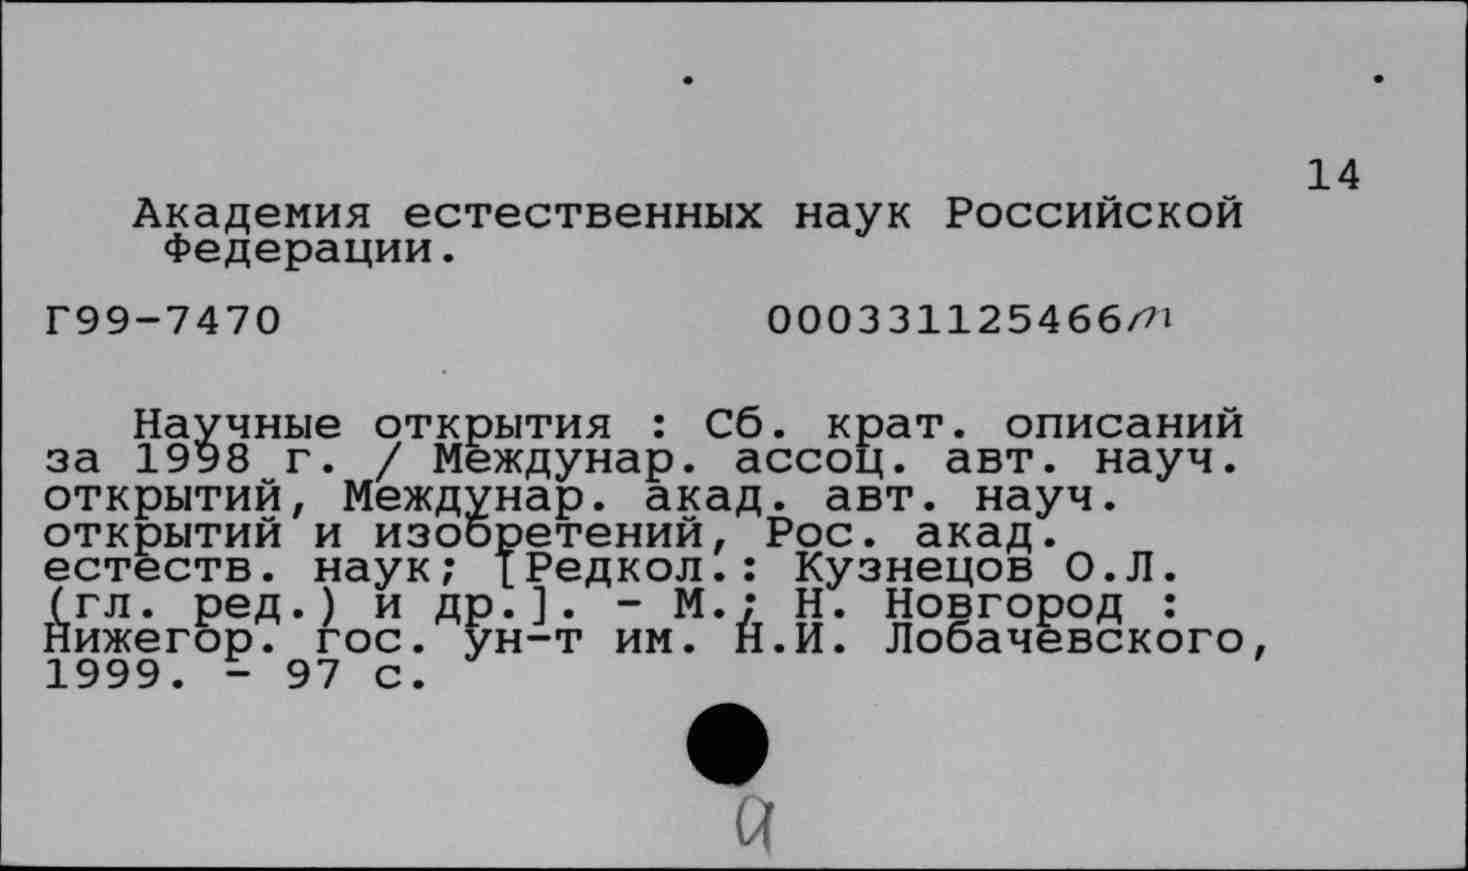 14
Академия естественных наук Российской
Федерации.
Г99-7470 000331125466
Научные открытия : Сб. крат. описаний
за 1998 г. / Междунар. ассоц. авт. науч.
открытий, Междунар. акад. авт. науч.
открытий и изобретений, Рос. акад.
естеств. наук; [Редкол.: Кузнецов О.Л.
(гл. ред.) и др.]. - М.; Н. Новгород :
Нижегор. гос. ун-т им. Н.И. Лобачевского,
1999. - 97 с.